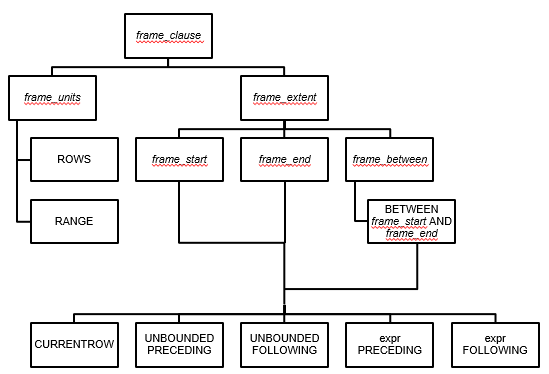 frame_clause
frame_units
frame_extent
ROWS
frame_start
frame_end
frame_between
RANGE
BETWEEN
frame_start AND
frame_end
CURRENTROW
UNBOUNDED
PRECEDING
UNBOUNDED
FOLLOWING
expr
PRECEDING
expr
FOLLOWING